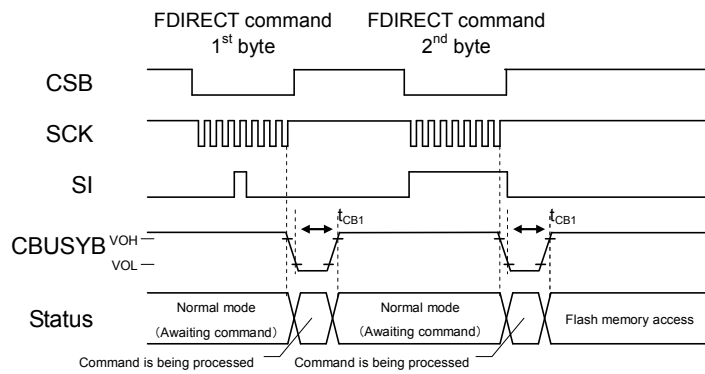 FDIRECT command
1st byte
FDIRECT command
2nd byte
CSB
SCK
SI
tCB1
tCB1
CBUSYB
VOH
VOL
Status
Normal mode
(Awaiting command)
Normal mode
(Awaiting command)
Flash memory access
Command is being processed
Command is being processed